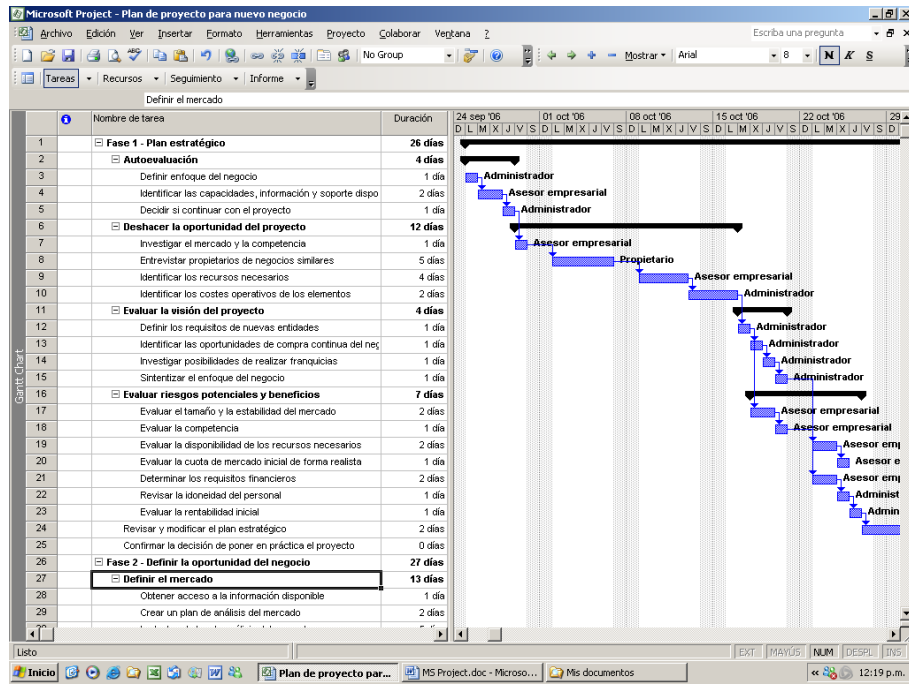 Microsoft Project - Plan de proyecto para nuevo negocio
Archivo Edición Ver Insertar Formato Herramientas Proyecto Colaborar Ventana ? Escriba una pregunta
No Group Mostrar Arial 8 N K S
Tareas Recursos Seguimiento Informe
Definir el mercado
Nombre de tarea Duración 24 sep '06 01 oct '06 08 oct '06 15 oct '06 22 oct '06 29
D L M X J V S D L M X J V S D L M X J V S D L M X J V S D L M X J V S D
1 Fase 1 - Plan estratégico 26 días
2 Autoevaluación 4 días
3 Definir enfoque del negocio 1 día Administrador
4 Identificar las capacidades, información y soporte dispo 2 días Asesor empresarial
5 Decidir si continuar con el proyecto 1 día Administrador
6 Deshacer la oportunidad del proyecto 12 días
7 Investigar el mercado y la competencia 1 día Asesor empresarial
8 Entrevistar propietarios de negocios similares 5 días Propietario
9 Identificar los recursos necesarios 4 días Asesor empresarial
10 Identificar los costes operativos de los elementos 2 días Administrador
11 Evaluar la visión del proyecto 4 días
12 Definir los requisitos de nuevas entidades 1 día Administrador
13 Identificar las oportunidades de compra continua del neg 1 día Administrador
14 Investigar posibilidades de realizar franquicias 1 día Administrador
15 Sintentizar el enfoque del negocio 1 día Administrador
16 Evaluar riesgos potenciales y beneficios 7 días
17 Evaluar el tamaño y la estabilidad del mercado 2 días Asesor empresarial
18 Evaluar la competencia 1 día Asesor empresarial
19 Evaluar la disponibilidad de los recursos necesarios 2 días Asesor emp
20 Evaluar la cuota de mercado inicial de forma realista 1 día Asesor e
21 Determinar los requisitos financieros 2 días Asesor emp
22 Revisar la idoneidad del personal 1 día Administ
23 Evaluar la rentabilidad inicial 1 día Admin
24 Revisar y modificar el plan estratégico 2 días
25 Confirmar la decisión de poner en práctica el proyecto 0 días
26 Fase 2 - Definir la oportunidad del negocio 27 días
27 Definir el mercado 13 días
28 Obtener acceso a la información disponible 1 día
29 Crear un plan de análisis del mercado 2 días
Gantt Chart
Listo EXT MAYÚS NUM DESPL INS
Inicio Plan de proyecto par... MS Project.doc - Microso... Mis documentos 12:19 p.m.